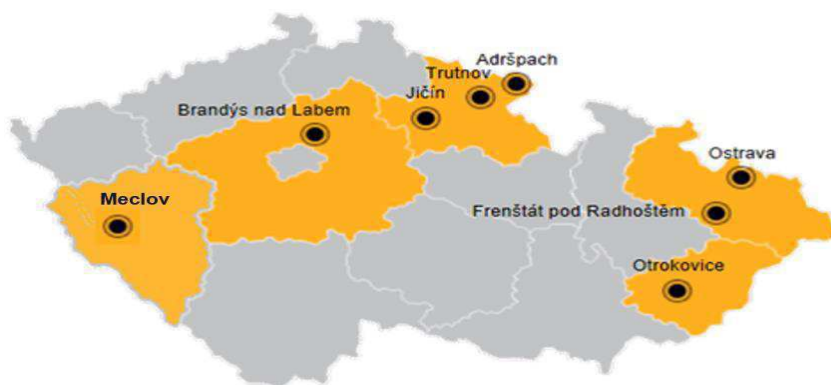 Adršpach
Trutnov
Jičín
Brandýs nad Labem
Ostrava
Meclov
Frenštát pod Radhoštěm
Otrokovice